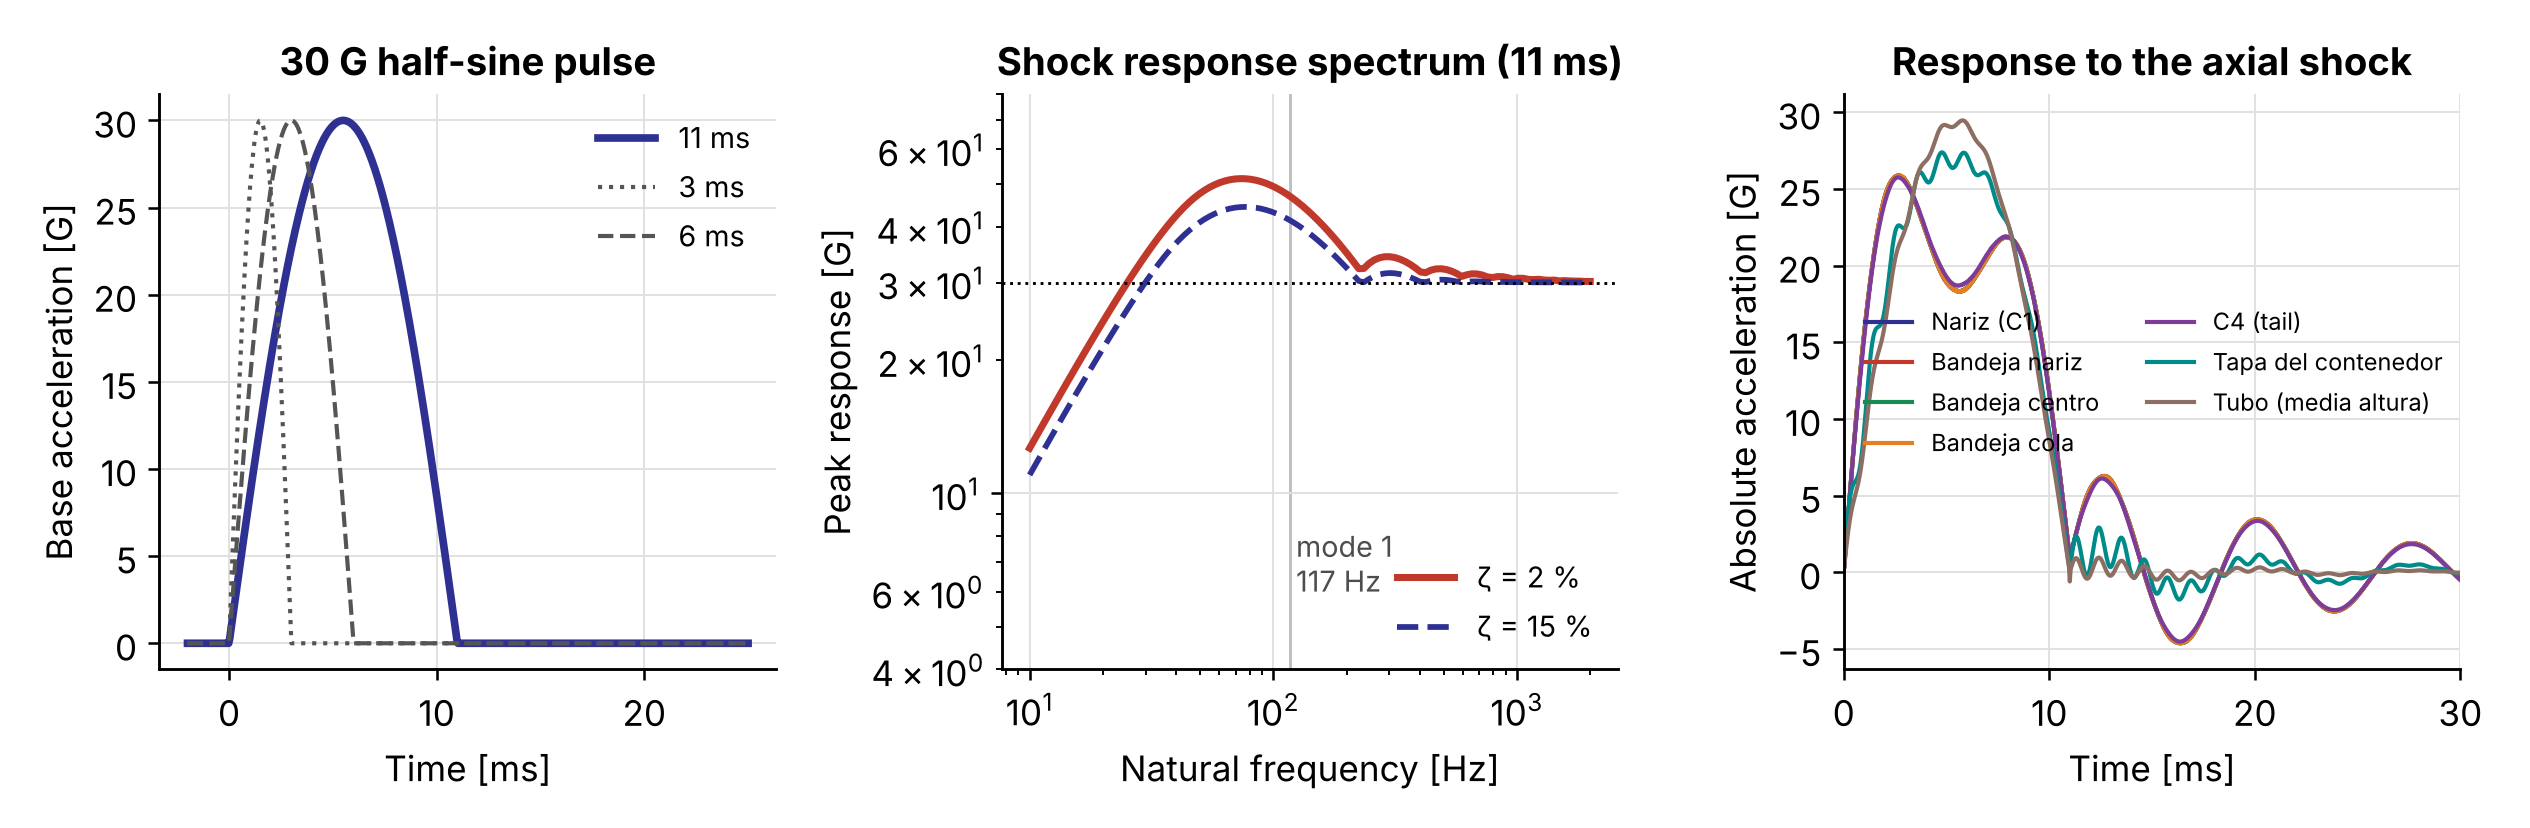 30 G half-sine pulse
30
25
20
15
10
5
0
0
10
20
Base acceleration [G]
Time [ms]
11 ms
3 ms
6 ms
Shock response spectrum (11 ms)
6 × 10¹
4 × 10¹
3 × 10¹
2 × 10¹
10¹
6 × 10⁰
4 × 10⁰
10¹
10²
10³
Peak response [G]
Natural frequency [Hz]
mode 1
117 Hz
ζ = 2 %
ζ = 15 %
Response to the axial shock
30
25
20
15
10
5
0
−5
0
10
20
30
Absolute acceleration [G]
Time [ms]
Nariz (C1)
Bandeja nariz
Bandeja centro
Bandeja cola
C4 (tail)
Tapa del contenedor
Tubo (media altura)